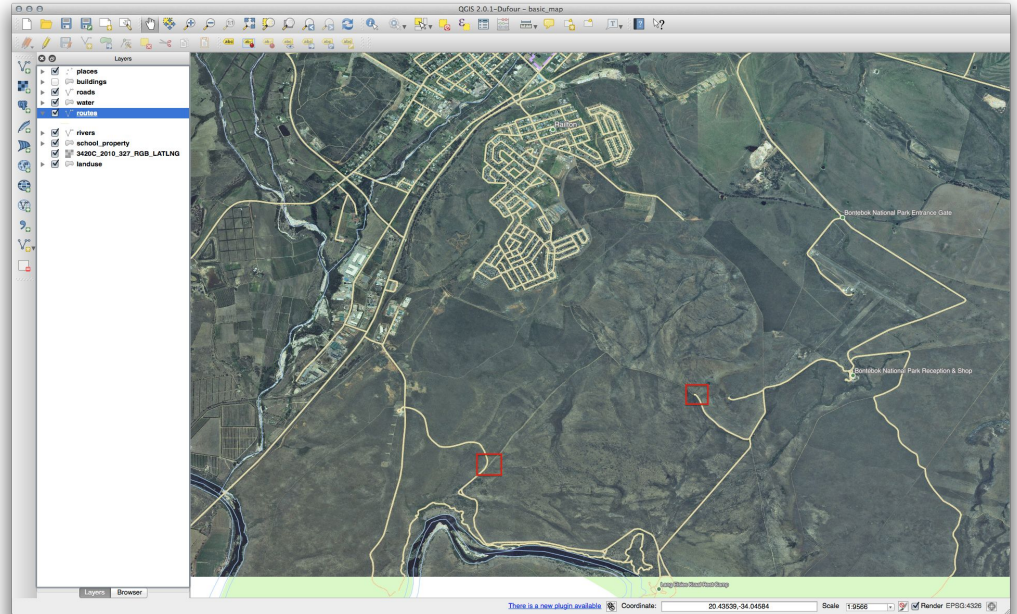 QGIS 2.0.1-Dufour - basic_map
Layers
places
buildings
roads
water
routes
rivers
school_property
3420C_2010_327_RGB_LATLNG
landuse
Railton
Bontebok National Park Entrance Gate
Bontebok National Park Reception & Shop
Layers Browser
There is a new plugin available Coordinate: 20.43539,-34.04584 Scale 1:9566 Render EPSG:4326